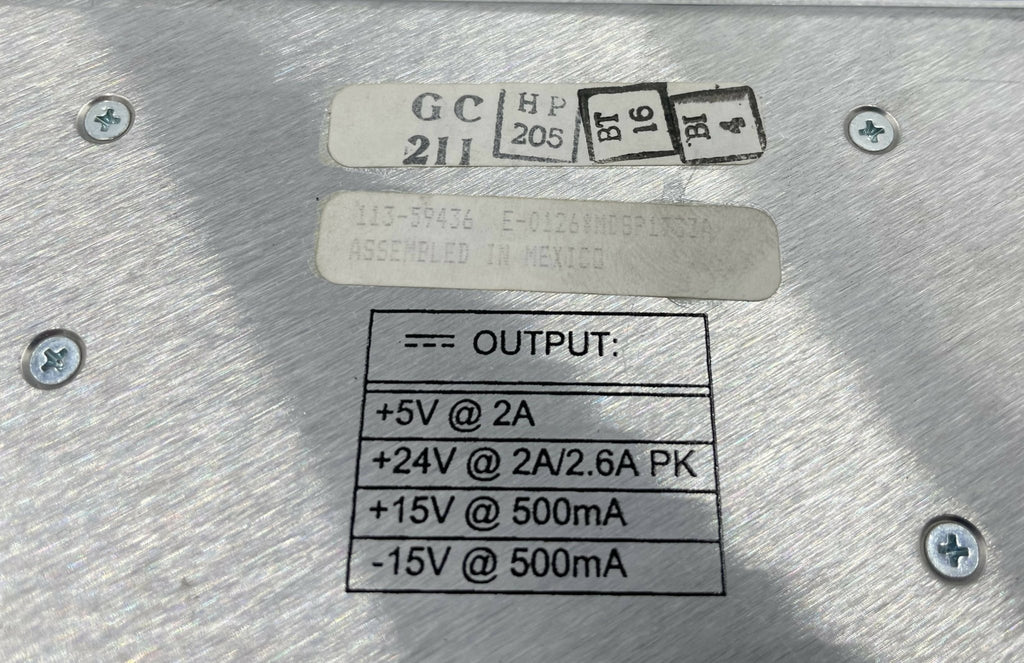 GC
211
HP
205
BT
16
BI
4
113-59436
ASSEMBLED IN MEXICO
OUTPUT:
+5V @ 2A
+24V @ 2A/2.6A PK
+15V @ 500mA
-15V @ 500mA